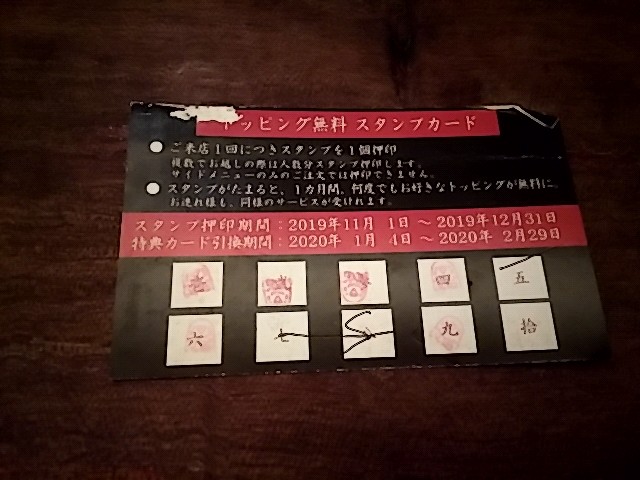 トッピング無料 スタンプカード
● ご来店1回につきスタンプを1個押印
複数でお越しの際は人数分スタンプ押印します。
サイドメニューのみのご注文では押印できません。
● スタンプがたまると、1カ月間、何度でもお好きなトッピングが無料に。
お連れ様も、同様のサービスが受けれます。
スタンプ押印期間：2019年11月 1日 ～ 2019年12月31日
特典カード引換期間：2020年 1月 4日 ～ 2020年 2月29日
壱 弐 参 四 五
六 七 八 九 拾